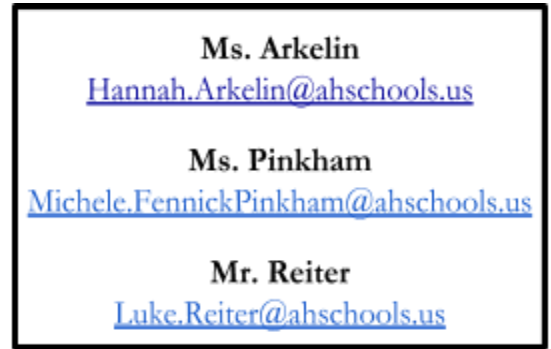 Ms. Arkelin
Hannah.Arkelin@ahschools.us
Ms. Pinkham
Michele.FennickPinkham@ahschools.us
Mr. Reiter
Luke.Reiter@ahschools.us